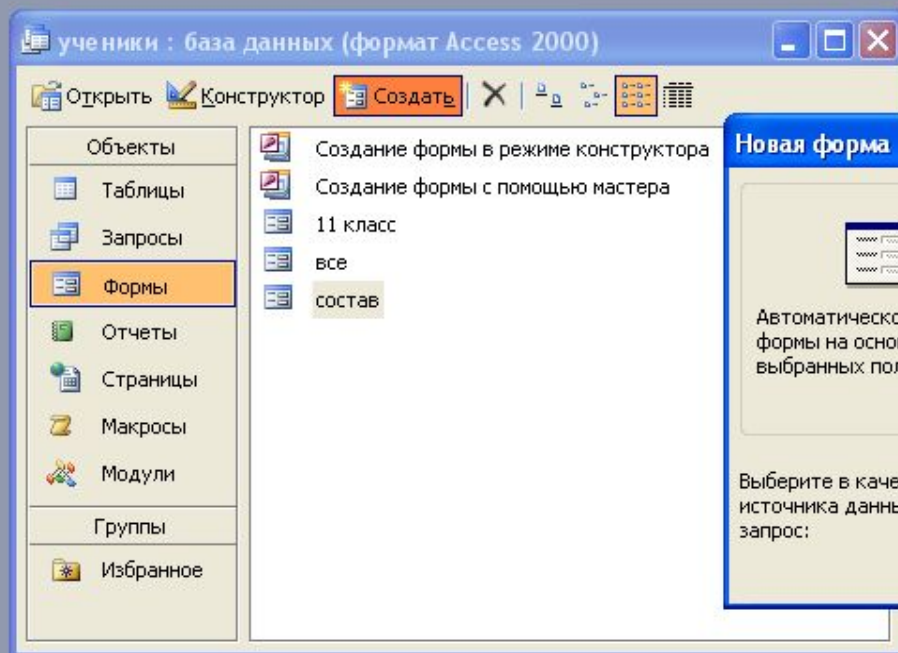 ученики : база данных (формат Access 2000)
Открыть Конструктор Создать
Объекты
Таблицы
Запросы
Формы
Отчеты
Страницы
Макросы
Модули
Группы
Избранное
Создание формы в режиме конструктора
Создание формы с помощью мастера
11 класс
все
состав
Новая форма
Автоматическо
формы на осно
выбранных пол
Выберите в каче
источника данны
запрос: